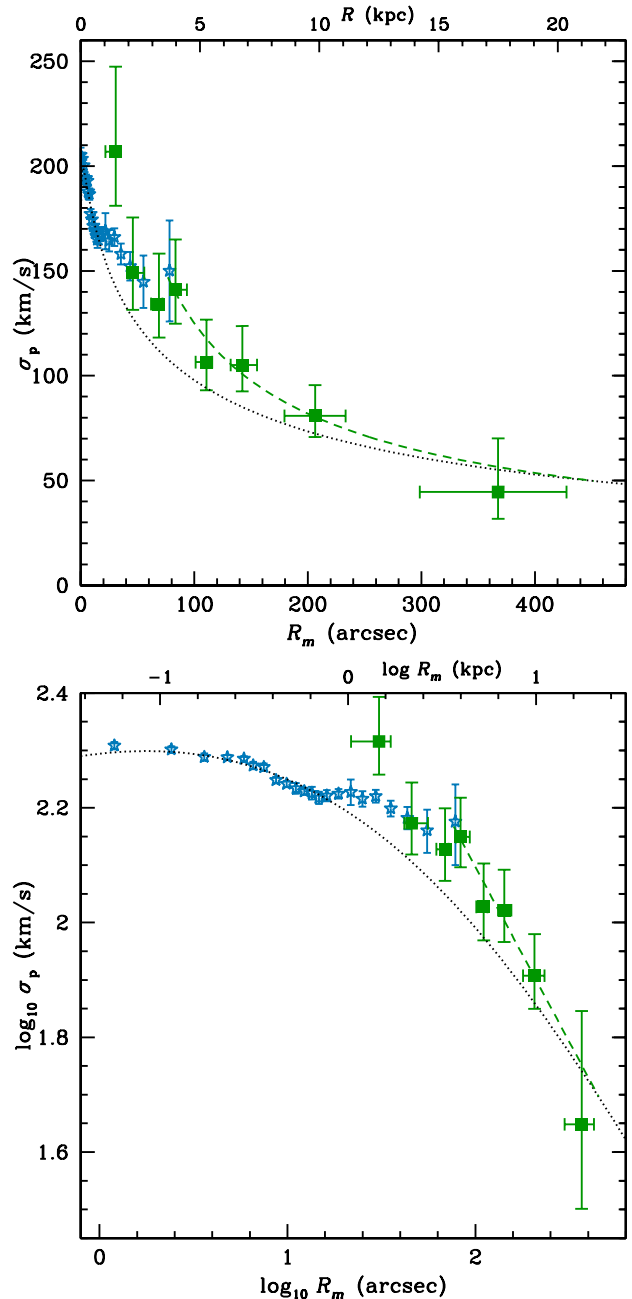 R (kpc)
0 5 10 15 20
250
200
150
100
50
0
σp (km/s)
0 200 400
Rm (arcsec)
log Rm (kpc)
−1 0 1
2.4
2.2
2
1.8
1.6
log10 σp (km/s)
0 1 2
log10 Rm (arcsec)